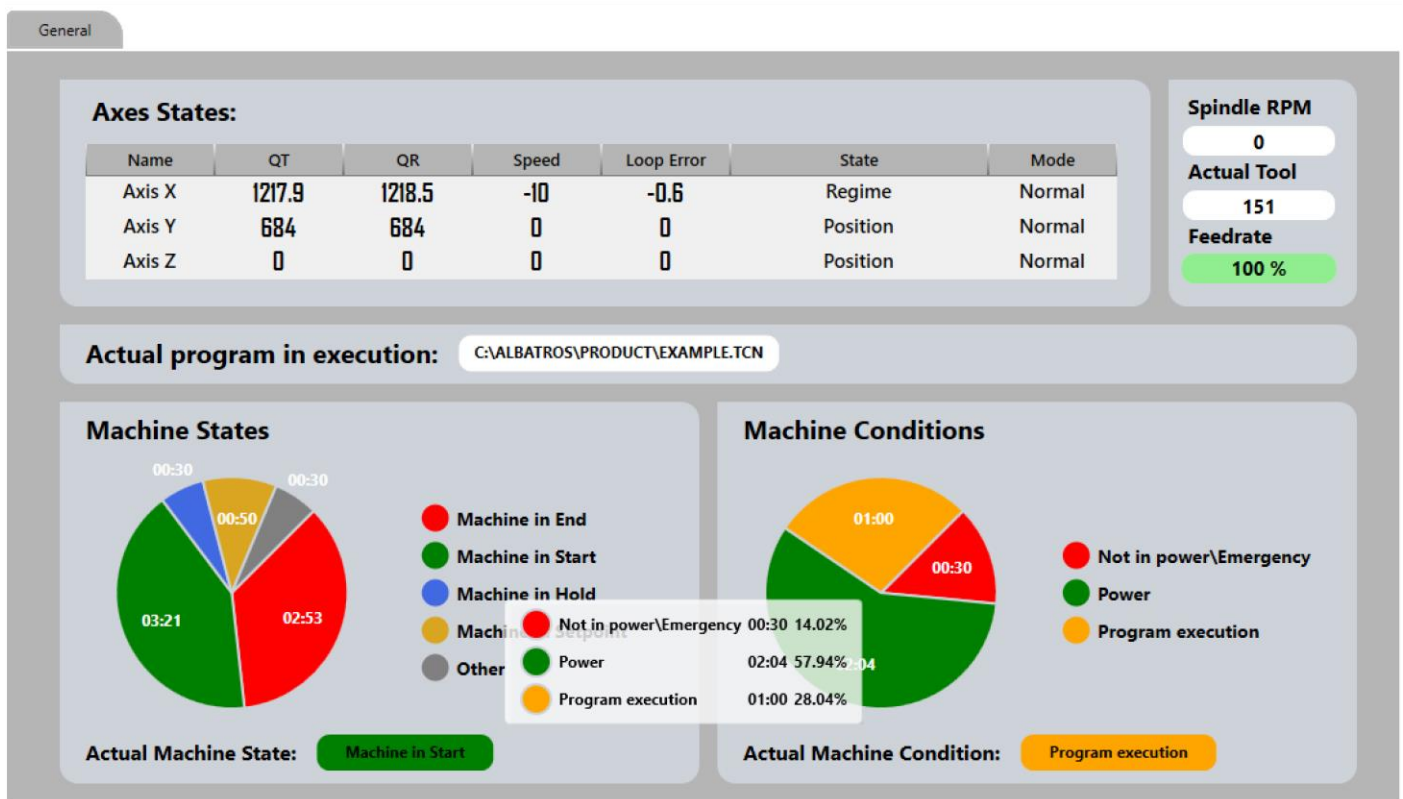 General
Axes States:
Name QT QR Speed Loop Error State Mode
Axis X 1217.9 1218.5 -10 -0.6 Regime Normal
Axis Y 684 684 0 0 Position Normal
Axis Z 0 0 0 0 Position Normal
Spindle RPM
0
Actual Tool
151
Feedrate
100 %
Actual program in execution: C:\ALBATROS\PRODUCT\EXAMPLE.TCN
Machine States
00:30
00:30
00:50
03:21
02:53
Machine in End
Machine in Start
Machine in Hold
Machine in Setpoint
Other
Actual Machine State: Machine in Start
Not in power\Emergency 00:30 14.02%
Power 02:04 57.94%
Program execution 01:00 28.04%
Machine Conditions
01:00
00:30
02:04
Not in power\Emergency
Power
Program execution
Actual Machine Condition: Program execution